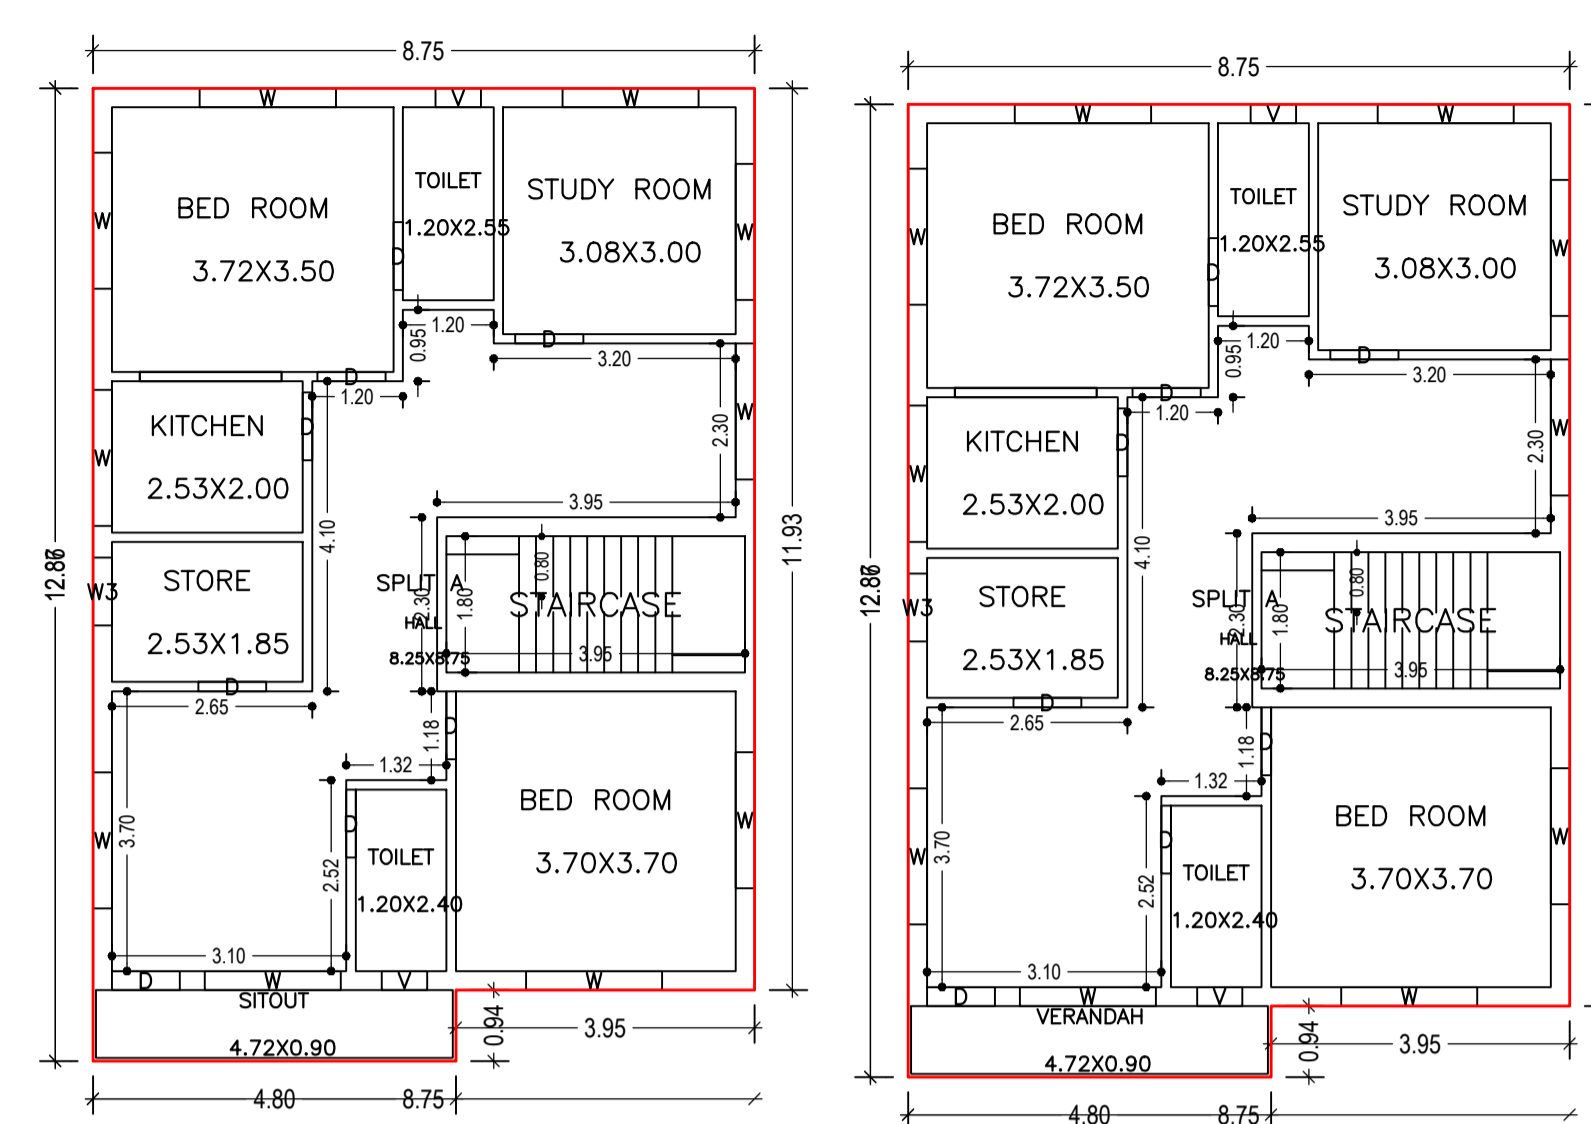 8.75
W
V
W
BED ROOM
3.72X3.50
TOILET
1.20X2.55
STUDY ROOM
3.08X3.00
W
W
D
D
D
1.20
0.95
3.20
1.20
W
KITCHEN
2.53X2.00
D
W
2.30
3.95
4.10
11.93
STORE
2.53X1.85
W3
SPLIT A
HALL
8.25X8.75
2.30
1.80
0.80
STAIRCASE
3.95
D
2.65
1.18
D
1.32
3.70
W
D
2.52
TOILET
1.20X2.40
BED ROOM
3.70X3.70
W
3.10
D
W
V
W
SITOUT
4.72X0.90
0.94
3.95
4.80
8.75
8.75
W
V
W
BED ROOM
3.72X3.50
TOILET
1.20X2.55
STUDY ROOM
3.08X3.00
W
W
D
D
D
1.20
0.95
3.20
1.20
W
KITCHEN
2.53X2.00
D
W
2.30
3.95
4.10
STORE
2.53X1.85
W3
SPLIT A
HALL
8.25X8.75
2.30
1.80
0.80
STAIRCASE
3.95
D
2.65
1.18
D
1.32
3.70
W
D
2.52
TOILET
1.20X2.40
BED ROOM
3.70X3.70
W
3.10
D
W
V
W
VERANDAH
4.72X0.90
0.94
3.95
4.80
8.75